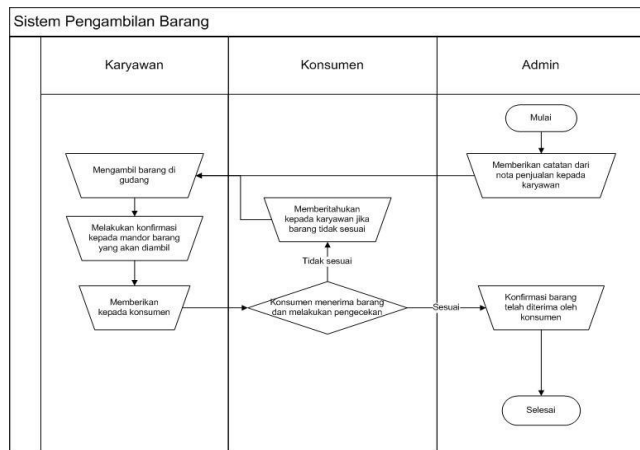 Sistem Pengambilan Barang
Karyawan
Konsumen
Admin
Mulai
Memberikan catatan dari
nota penjualan kepada
karyawan
Mengambil barang di
gudang
Melakukan konfirmasi
kepada mandor barang
yang akan diambil
Memberikan
kepada konsumen
Memberitahukan
kepada karyawan jika
barang tidak sesuai
Tidak sesuai
Konsumen menerima barang
dan melakukan pengecekan
Sesuai
Konfirmasi barang
telah diterima oleh
konsumen
Selesai